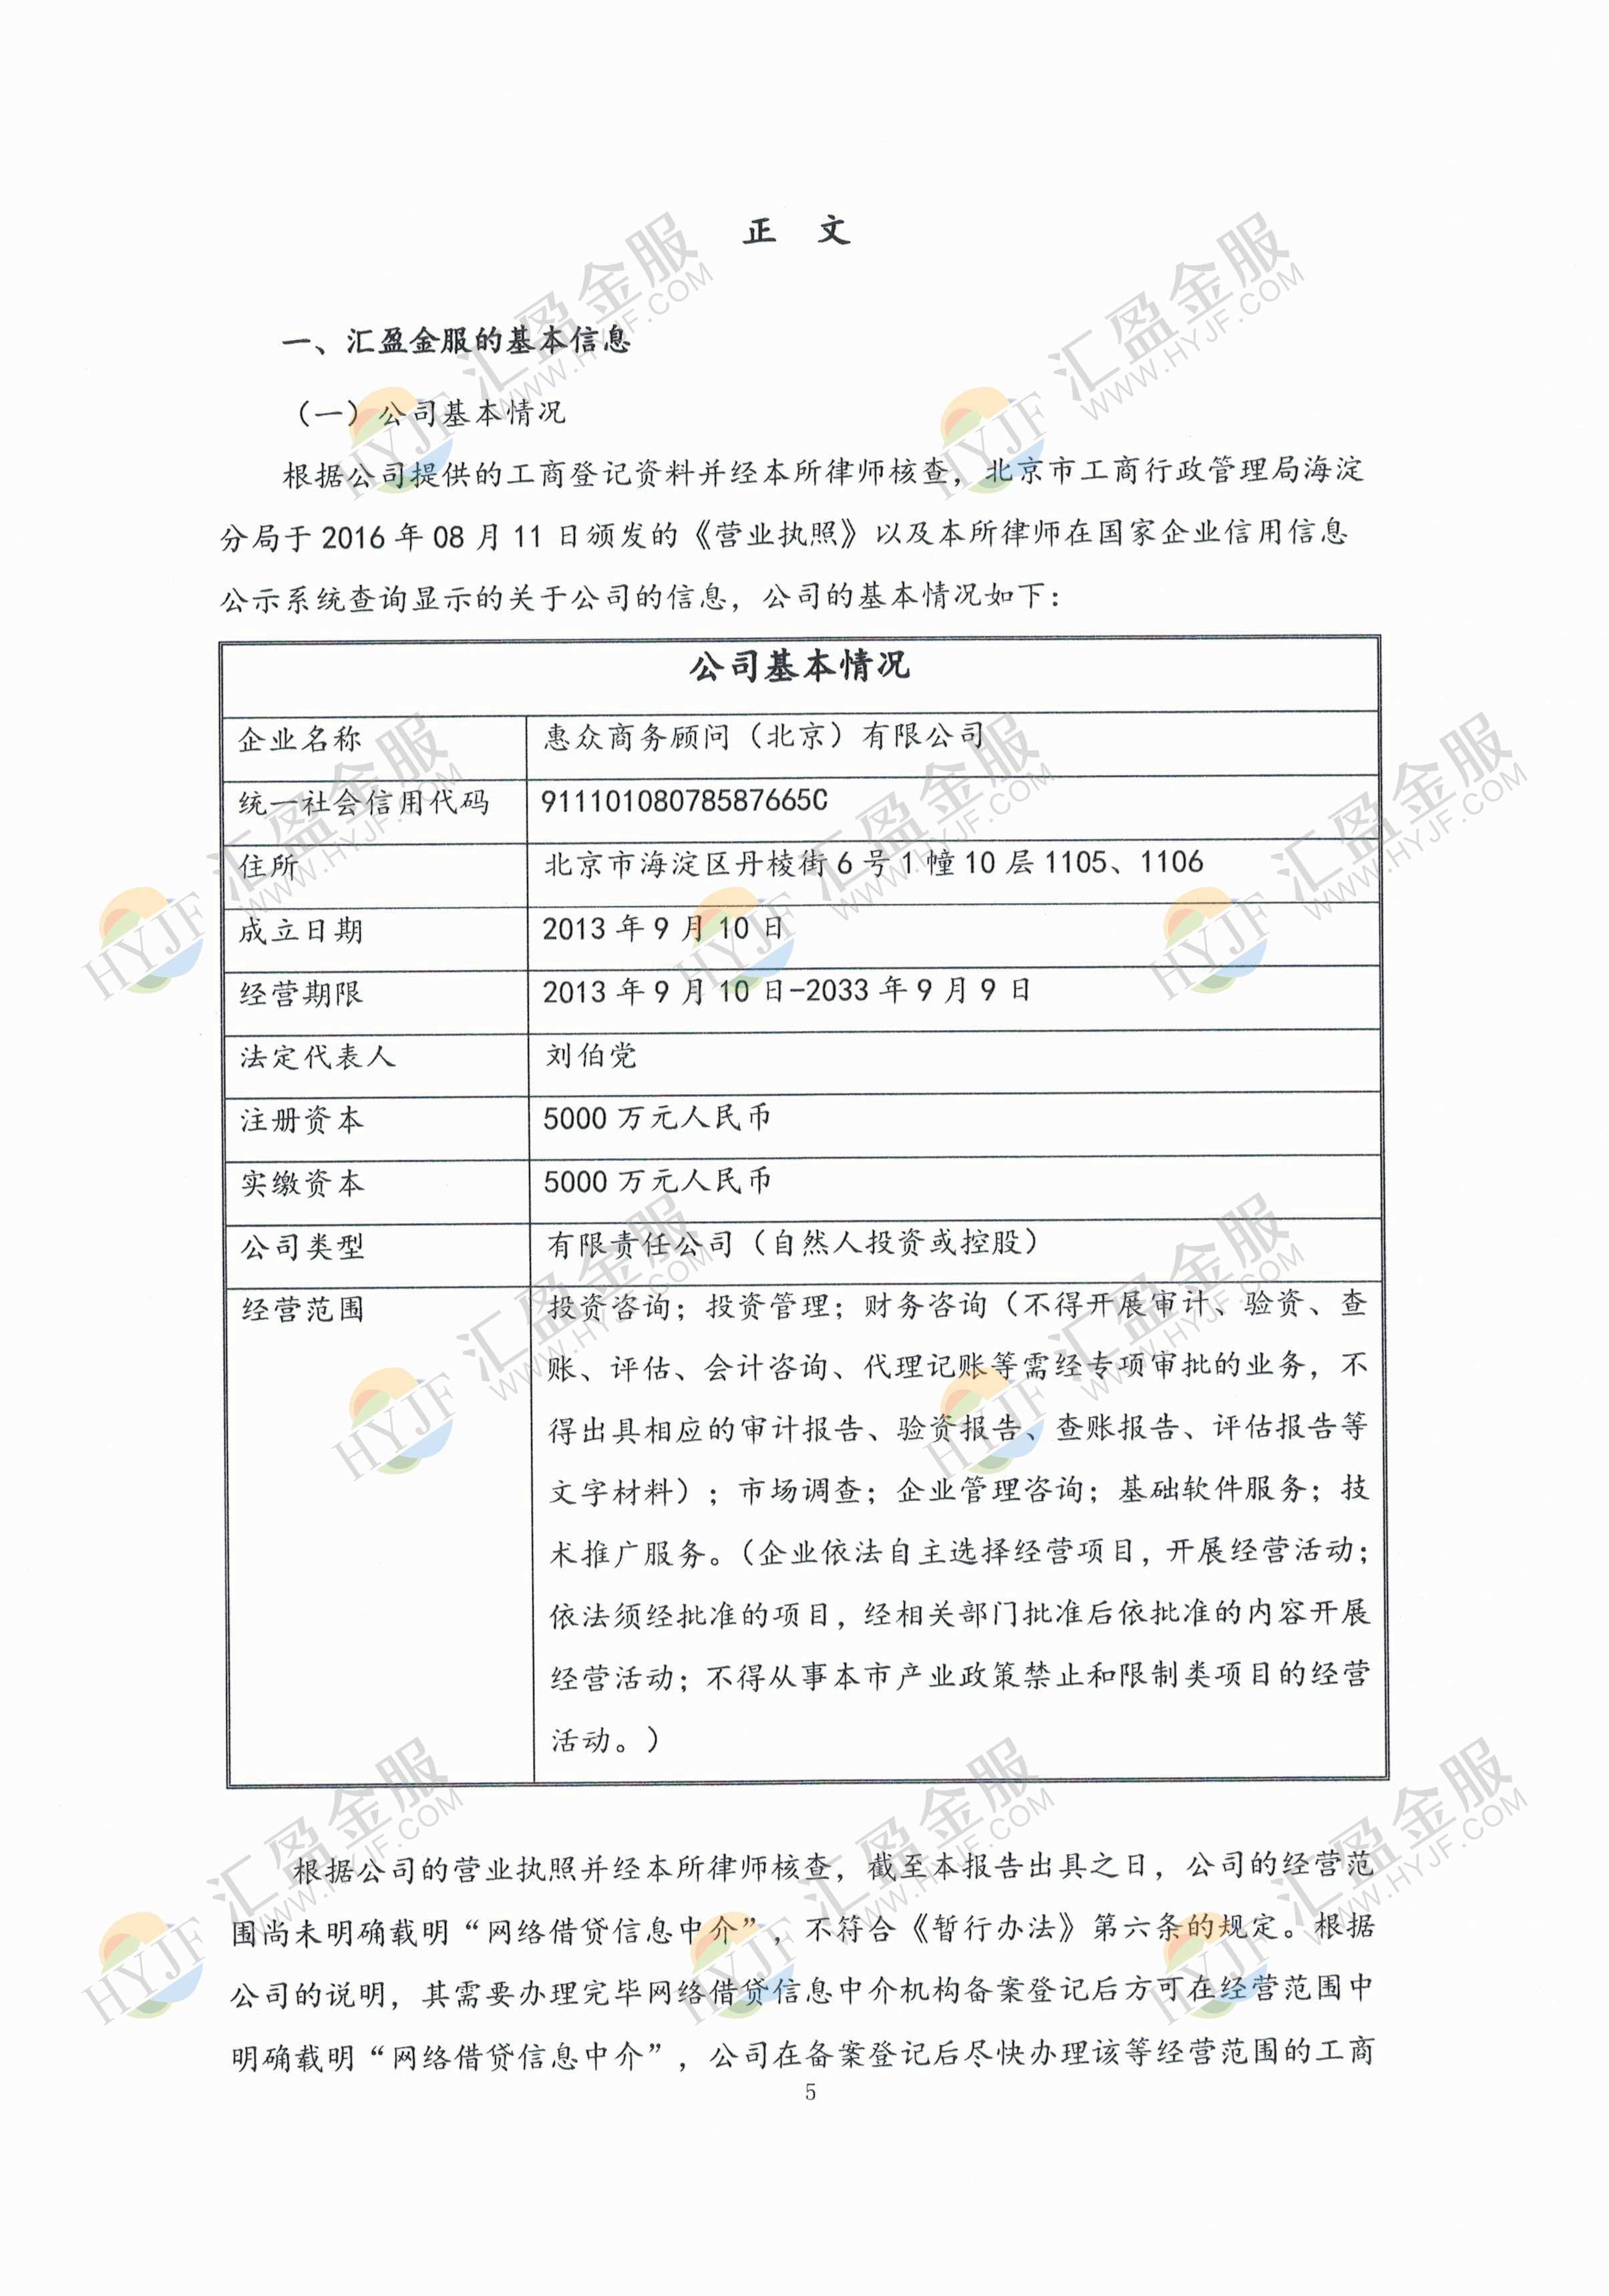 正 文
一、汇盈金服的基本信息
（一）公司基本情况
根据公司提供的工商登记资料并经本所律师核查，北京市工商行政管理局海淀
分局于 2016 年 08 月 11 日颁发的《营业执照》以及本所律师在国家企业信用信息
公示系统查询显示的关于公司的信息，公司的基本情况如下：
公司基本情况
企业名称 惠众商务顾问（北京）有限公司
统一社会信用代码 91110108078587665C
住所 北京市海淀区丹棱街 6 号 1 幢 10 层 1105、1106
成立日期 2013 年 9 月 10 日
经营期限 2013 年 9 月 10 日-2033 年 9 月 9 日
法定代表人 刘伯党
注册资本 5000 万元人民币
实缴资本 5000 万元人民币
公司类型 有限责任公司（自然人投资或控股）
经营范围 投资咨询；投资管理；财务咨询（不得开展审计、验资、查
账、评估、会计咨询、代理记账等需经专项审批的业务，不
得出具相应的审计报告、验资报告、查账报告、评估报告等
文字材料）；市场调查；企业管理咨询；基础软件服务；技
术推广服务。（企业依法自主选择经营项目，开展经营活动；
依法须经批准的项目，经相关部门批准后依批准的内容开展
经营活动；不得从事本市产业政策禁止和限制类项目的经营
活动。）
根据公司的营业执照并经本所律师核查，截至本报告出具之日，公司的经营范
围尚未明确载明“网络借贷信息中介”，不符合《暂行办法》第六条的规定。根据
公司的说明，其需要办理完毕网络借贷信息中介机构备案登记后方可在经营范围中
明确载明“网络借贷信息中介”，公司在备案登记后尽快办理该等经营范围的工商
5
HYJF 汇盈金服
WWW.HYJF.COM